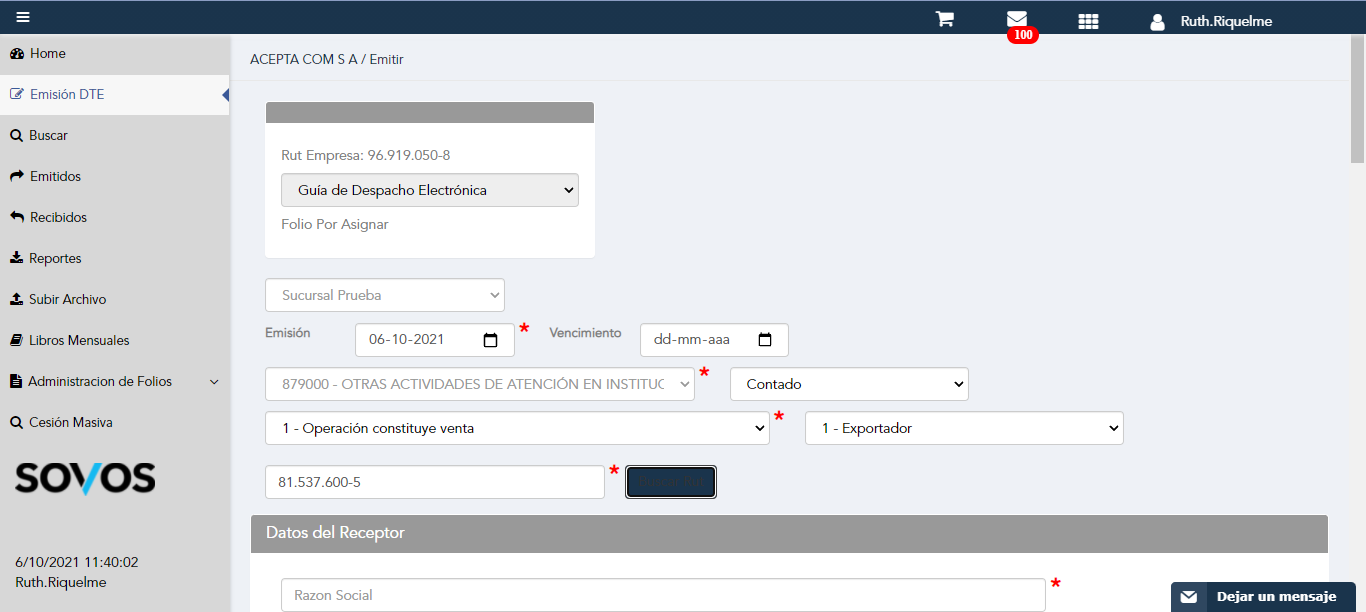 100
Ruth.Riquelme
Home
Emisión DTE
Buscar
Emitidos
Recibidos
Reportes
Subir Archivo
Libros Mensuales
Administracion de Folios
Cesión Masiva
SOVOS
6/10/2021 11:40:02
Ruth.Riquelme
ACEPTA COM S A / Emitir
Rut Empresa: 96.919.050-8
Guía de Despacho Electrónica
Folio Por Asignar
Sucursal Prueba
Emisión 06-10-2021 * Vencimiento dd-mm-aaa
879000 - OTRAS ACTIVIDADES DE ATENCIÓN EN INSTITUC * Contado
1 - Operación constituye venta * 1 - Exportador
81.537.600-5 *
Datos del Receptor
Razon Social *
Dejar un mensaje